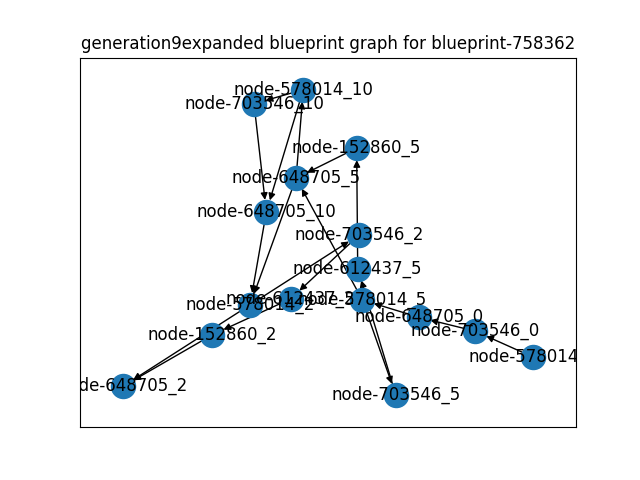 generation9expanded blueprint graph for blueprint-758362
node-578014_10
node-703546_10
node-152860_5
node-648705_5
node-648705_10
node-703546_2
node-612437_5
node-612437_2
node-578014_5
node-578014_2
node-648705_0
node-703546_0
node-152860_2
node-578014
de-648705_2
node-703546_5